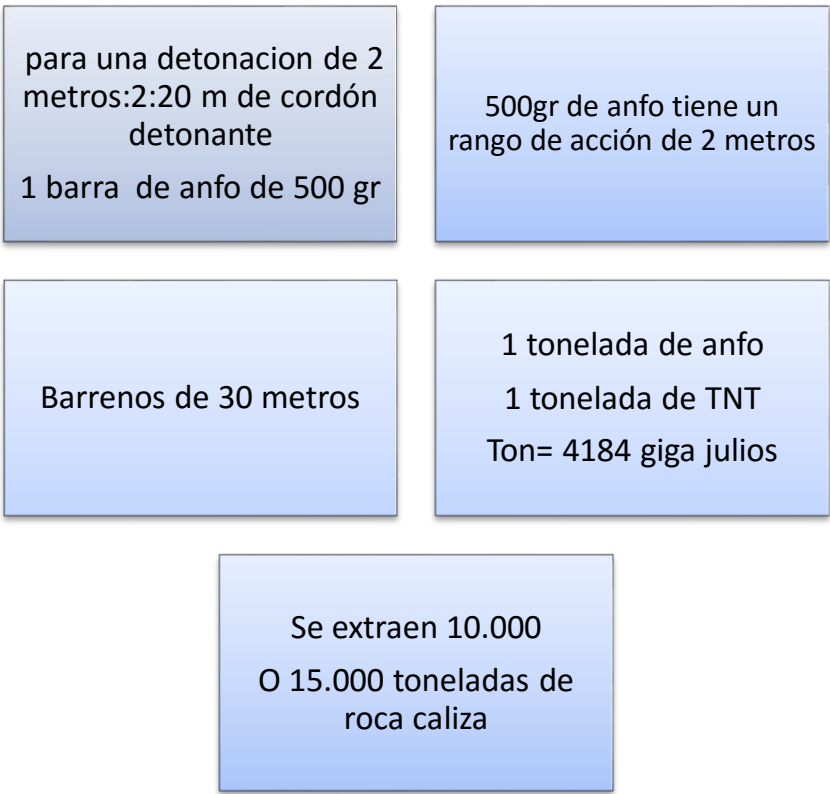 para una detonacion de 2
metros:2:20 m de cordón
detonante
1 barra de anfo de 500 gr
500gr de anfo tiene un
rango de acción de 2 metros
Barrenos de 30 metros
1 tonelada de anfo
1 tonelada de TNT
Ton= 4184 giga julios
Se extraen 10.000
O 15.000 toneladas de
roca caliza